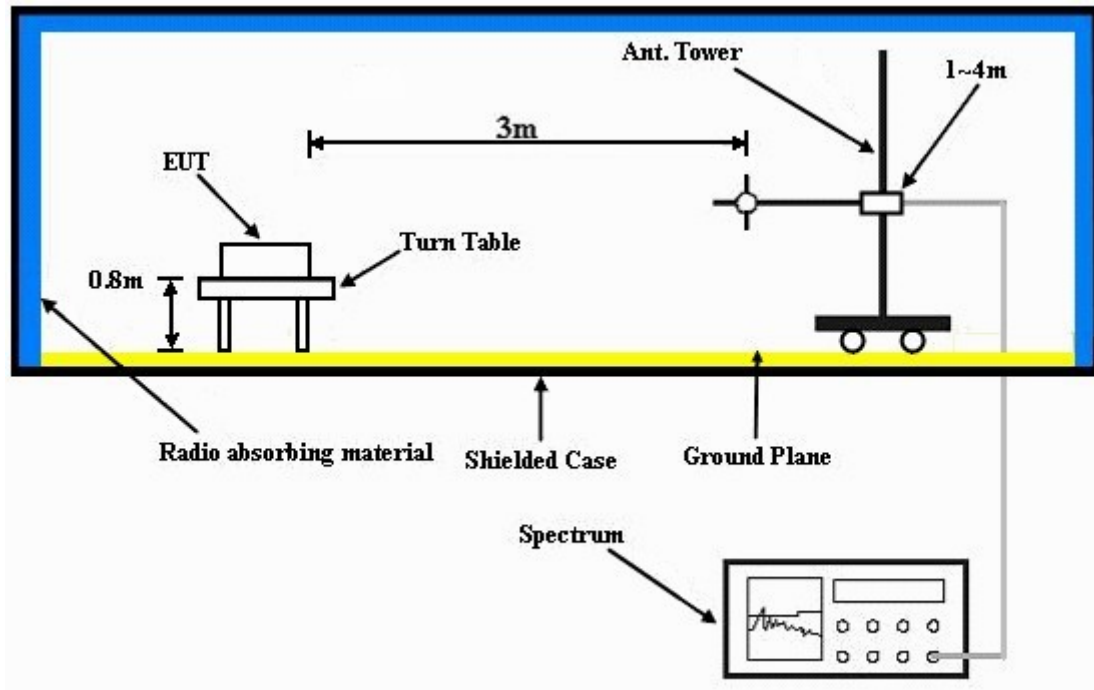 Ant. Tower
1~4m
3m
EUT
Turn Table
0.8m
Radio absorbing material
Shielded Case
Ground Plane
Spectrum